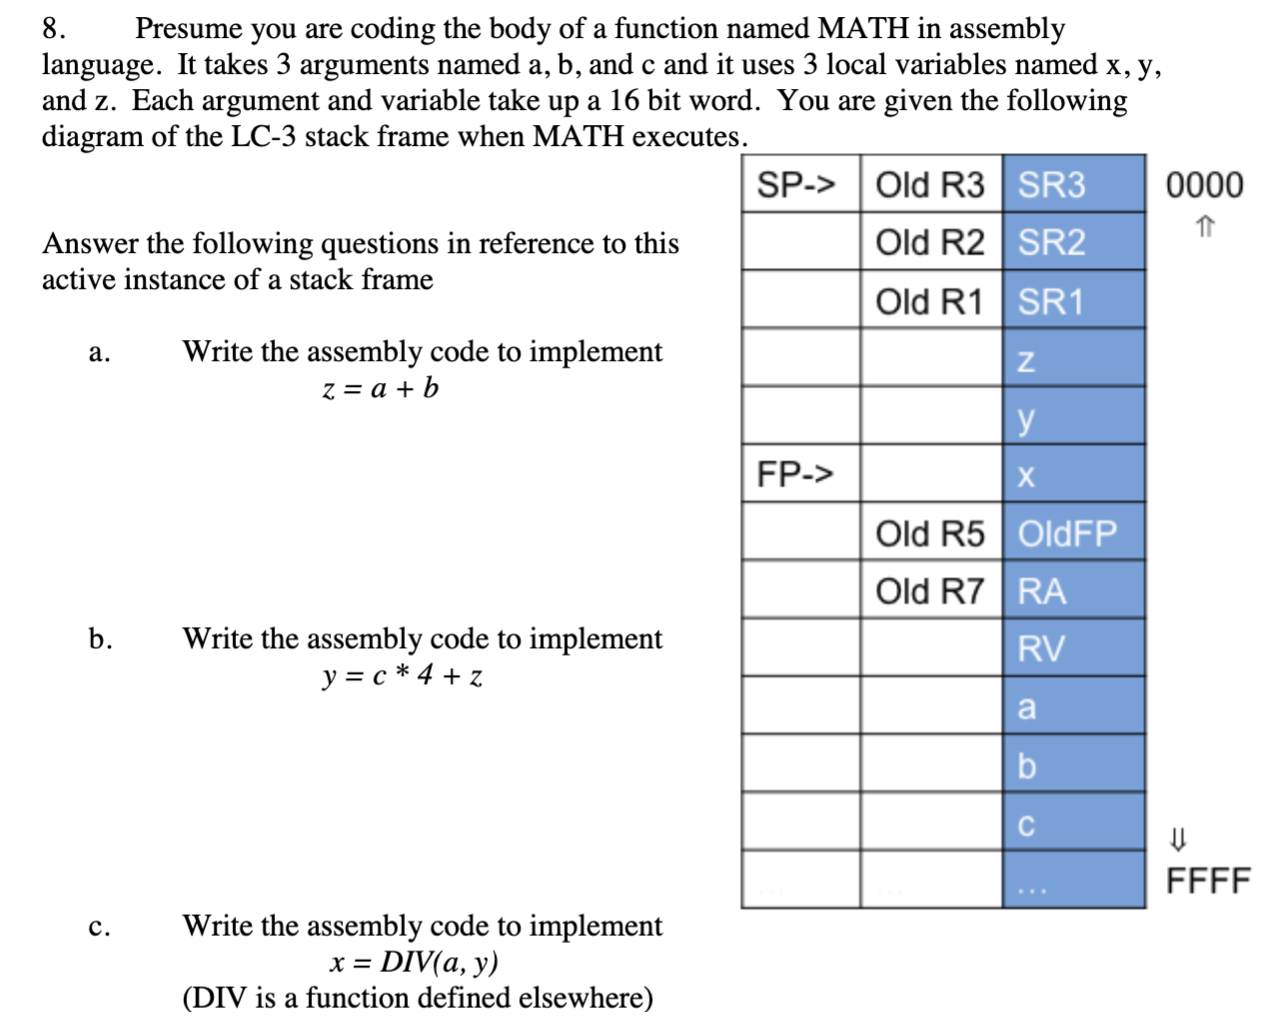 8. Presume you are coding the body of a function named MATH in assembly
language. It takes 3 arguments named a, b, and c and it uses 3 local variables named x, y,
and z. Each argument and variable take up a 16 bit word. You are given the following
diagram of the LC-3 stack frame when MATH executes.
SP-> Old R3 SR3 0000
⇑
Answer the following questions in reference to this
active instance of a stack frame
Old R2 SR2
Old R1 SR1
a. Write the assembly code to implement
z = a + b
z
y
FP-> x
Old R5 OldFP
Old R7 RA
b. Write the assembly code to implement
y = c * 4 + z
RV
a
b
c
⇓
... ... ... FFFF
c. Write the assembly code to implement
x = DIV(a, y)
(DIV is a function defined elsewhere)